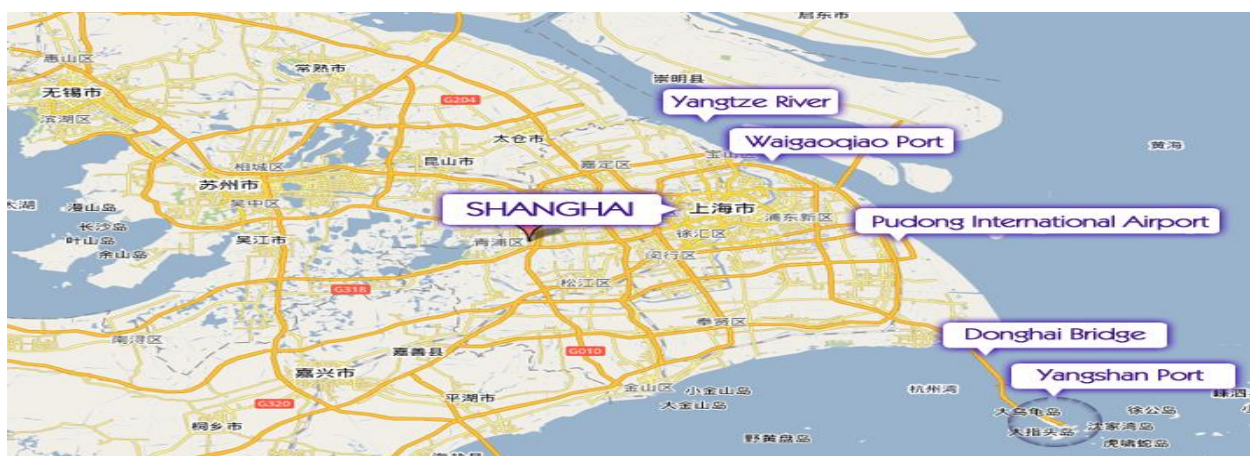 启东市
惠山区
常熟市
崇明县
无锡市
G204
Yangtze River
滨湖区
太仓市
Waigaoqiao Port
宝山区
黄海
相城区
昆山市
嘉定区
苏州市
吴中区
太湖
漫山岛
SHANGHAI
上海市
浦东新区
Pudong International Airport
长沙岛
叶山岛
吴江市
青浦区
徐汇区
余山岛
闵行区
G318
松江区
奉贤区
南浔区
Donghai Bridge
嘉善县
G010
嘉兴市
Yangshan Port
金山区
小金山岛
杭州湾
平湖市
大金山岛
G320
大乌龟岛
徐公岛
桐乡市
大指头岛
沈家湾岛
野黄盘岛
虎啸蛇岛